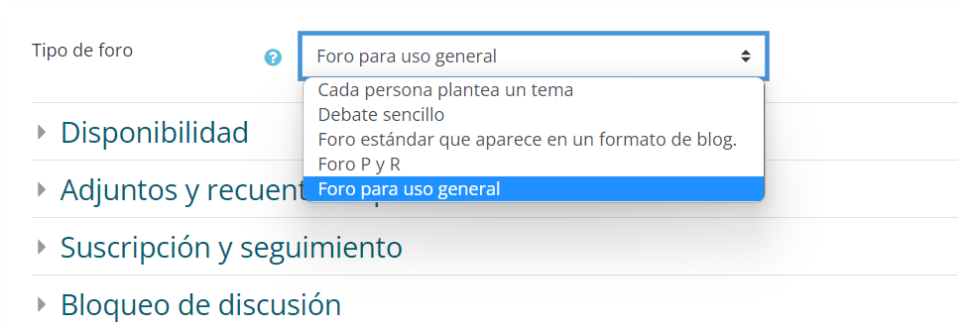 Tipo de foro
Foro para uso general
Cada persona plantea un tema
Debate sencillo
Foro estándar que aparece en un formato de blog.
Foro P y R
Foro para uso general
Disponibilidad
Adjuntos y
Suscripción y seguimiento
Bloqueo de discusión